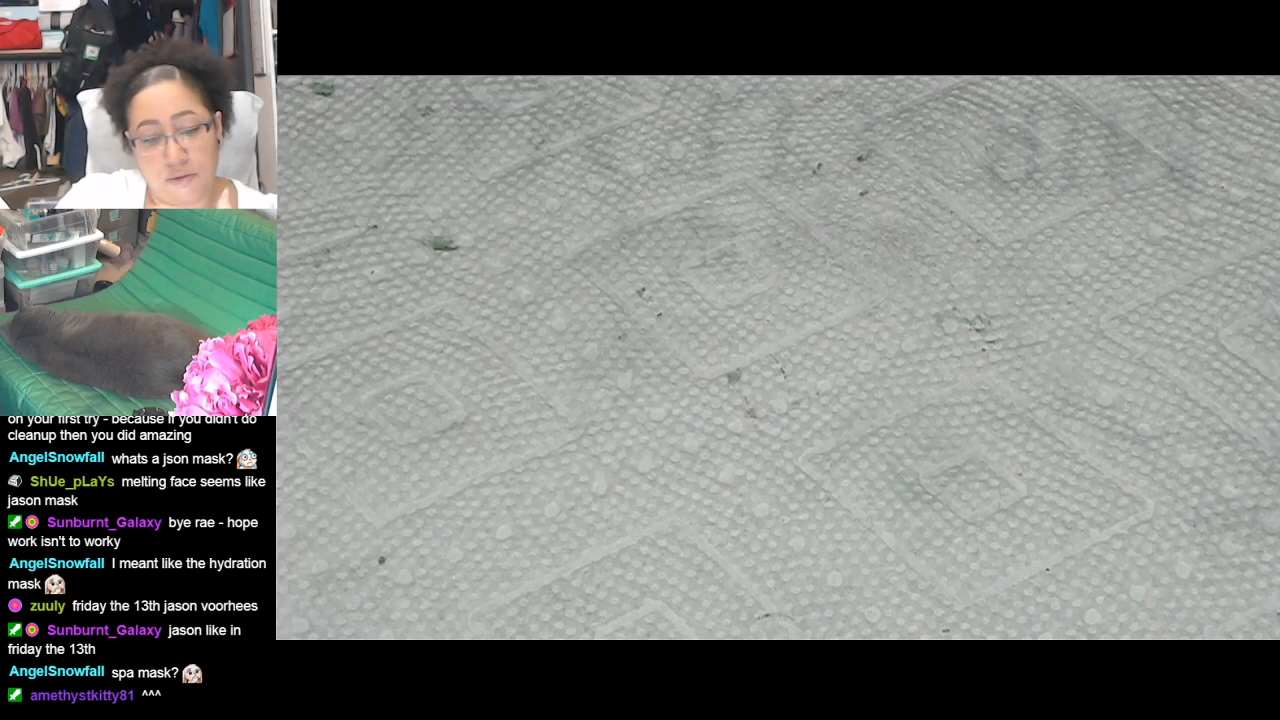 on your first try - because if you didn't do
cleanup then you did amazing
AngelSnowfall whats a json mask?
ShUe_pLaYs melting face seems like
jason mask
Sunburnt_Galaxy bye rae - hope
work isn't to worky
AngelSnowfall I meant like the hydration
mask
zuuly friday the 13th jason voorhees
Sunburnt_Galaxy jason like in
friday the 13th
AngelSnowfall spa mask?
amethystkitty81 ^^^